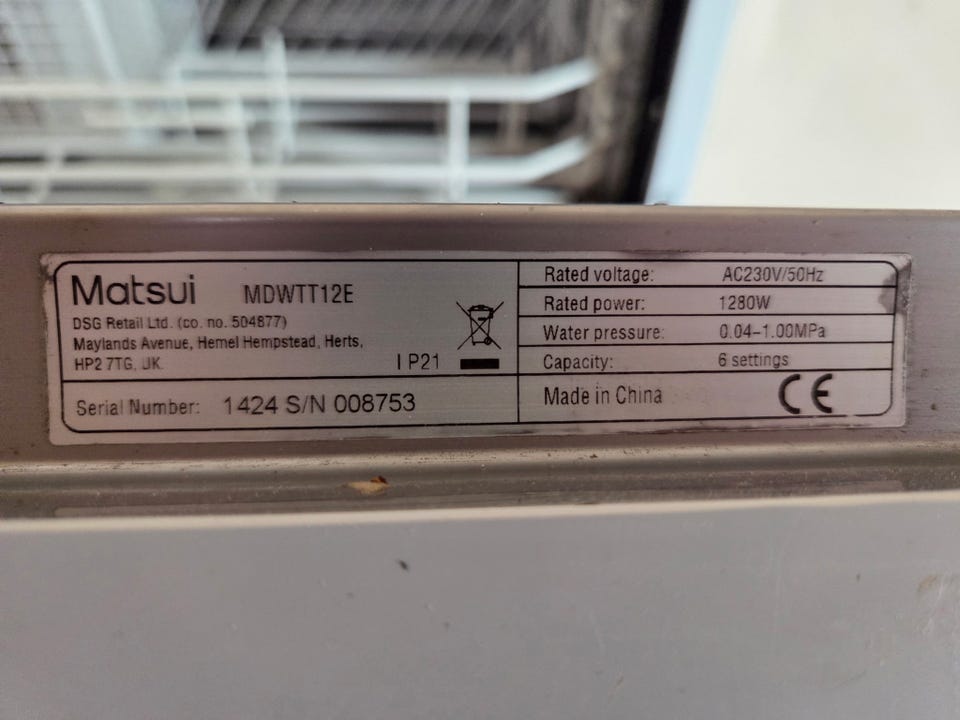 Matsui MDWTT12E
DSG Retail Ltd. (co. no. 504877)
Maylands Avenue, Hemel Hempstead, Herts,
HP2 7TG, UK.
IP21
Serial Number: 1424 S/N 008753
Rated voltage: AC230V/50Hz
Rated power: 1280W
Water pressure: 0.04-1.00MPa
Capacity: 6 settings
Made in China CE